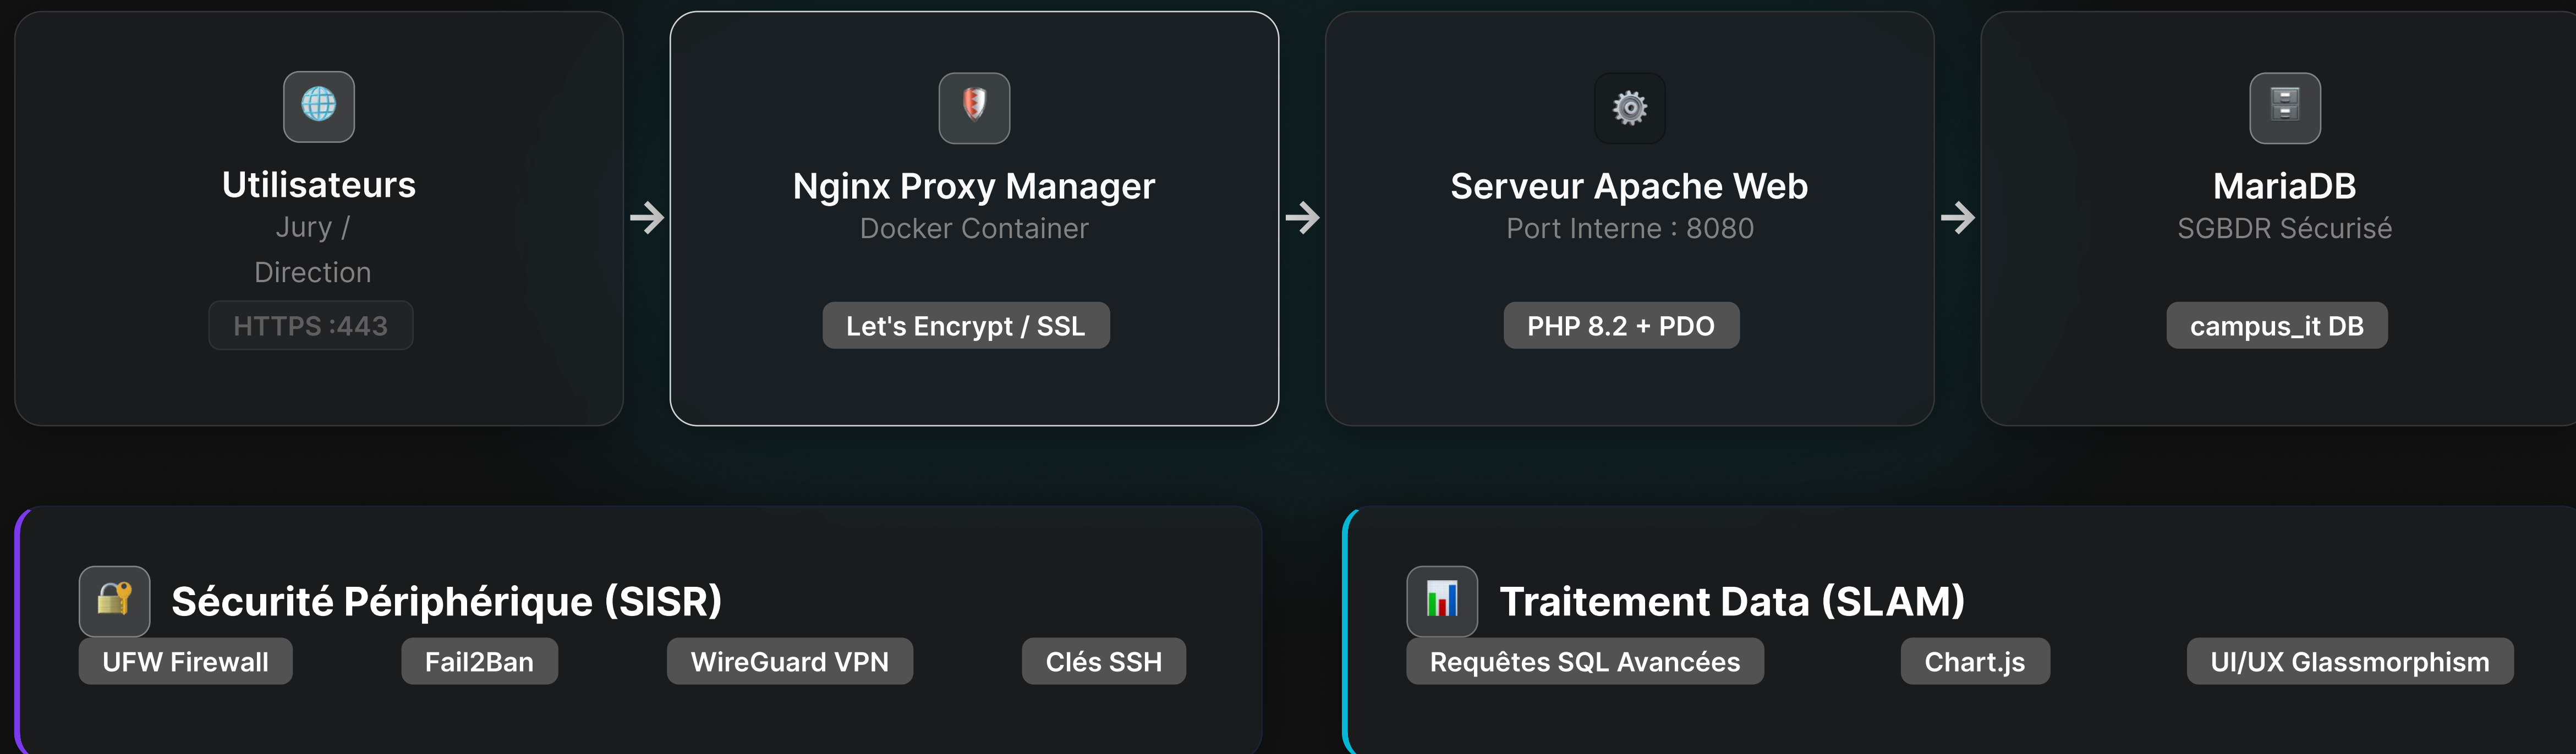 Utilisateurs
Jury /
Direction
HTTPS :443
Nginx Proxy Manager
Docker Container
Let's Encrypt / SSL
Serveur Apache Web
Port Interne : 8080
PHP 8.2 + PDO
MariaDB
SGBDR Sécurisé
campus_it DB
Sécurité Périphérique (SISR)
UFW Firewall
Fail2Ban
WireGuard VPN
Clés SSH
Traitement Data (SLAM)
Requêtes SQL Avancées
Chart.js
UI/UX Glassmorphism